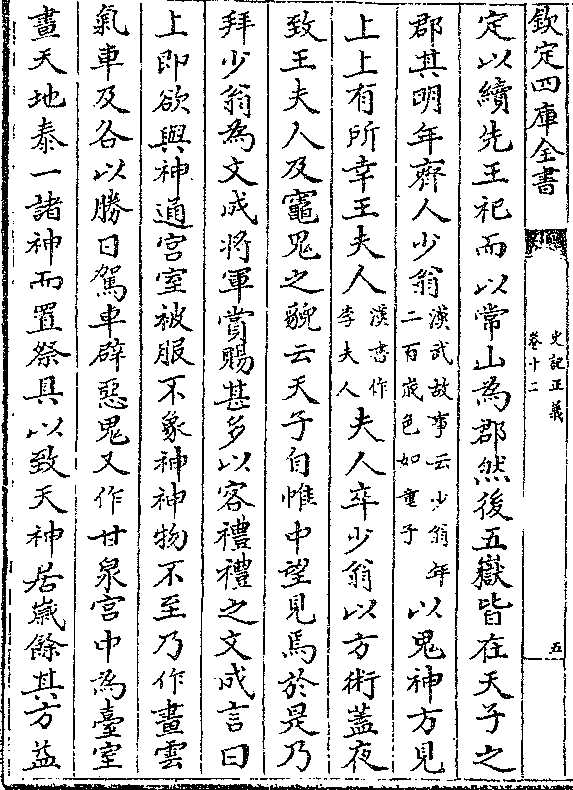 欽定四庫全書
史記正義
卷十二
五
定以續先王祀而以常山為郡然後五嶽皆在天子之
郡其明年齊人少翁漢武故事云少翁年二百歲色如童子以鬼神方見
上上有所幸王夫人漢書作李夫人夫人卒少翁以方術蓋夜
致王夫人及竈鬼之貌云天子自帷中望見焉於是乃
拜少翁為文成將軍賞賜甚多以客禮禮之文成言曰
上即欲與神通宮室被服不象神神物不至乃作畫雲
氣車及各以勝日駕車辟惡鬼又作甘泉宮中為臺室
畫天地泰一諸神而置祭具以致天神居歲餘其方益